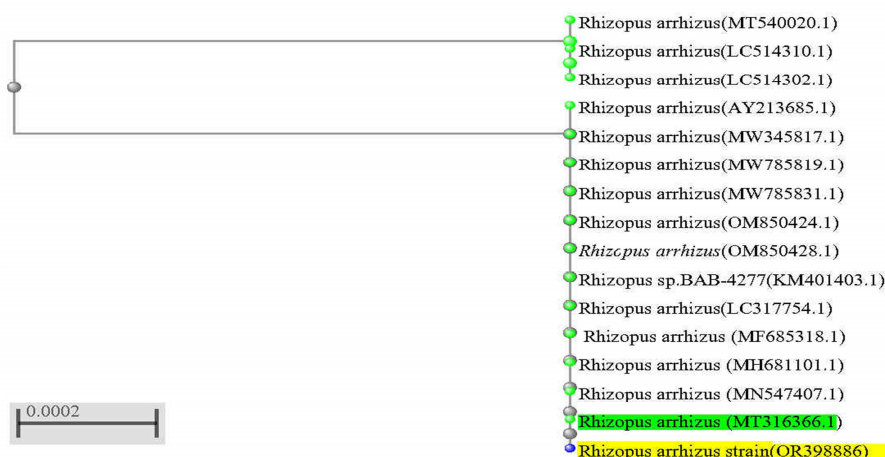 Rhizopus arrhizus(MT540020.1)
Rhizopus arrhizus(LC514310.1)
Rhizopus arrhizus(LC514302.1)
Rhizopus arrhizus(AY213685.1)
Rhizopus arrhizus(MW345817.1)
Rhizopus arrhizus(MW785819.1)
Rhizopus arrhizus(MW785831.1)
Rhizopus arrhizus(OM850424.1)
Rhizopus arrhizus(OM850428.1)
Rhizopus sp.BAB-4277(KM401403.1)
Rhizopus arrhizus(LC317754.1)
Rhizopus arrhizus (MF685318.1)
Rhizopus arrhizus (MH681101.1)
Rhizopus arrhizus (MN547407.1)
0.0002
Rhizopus arrhizus (MT316366.1)
Rhizopus arrhizus strain(OR398886)